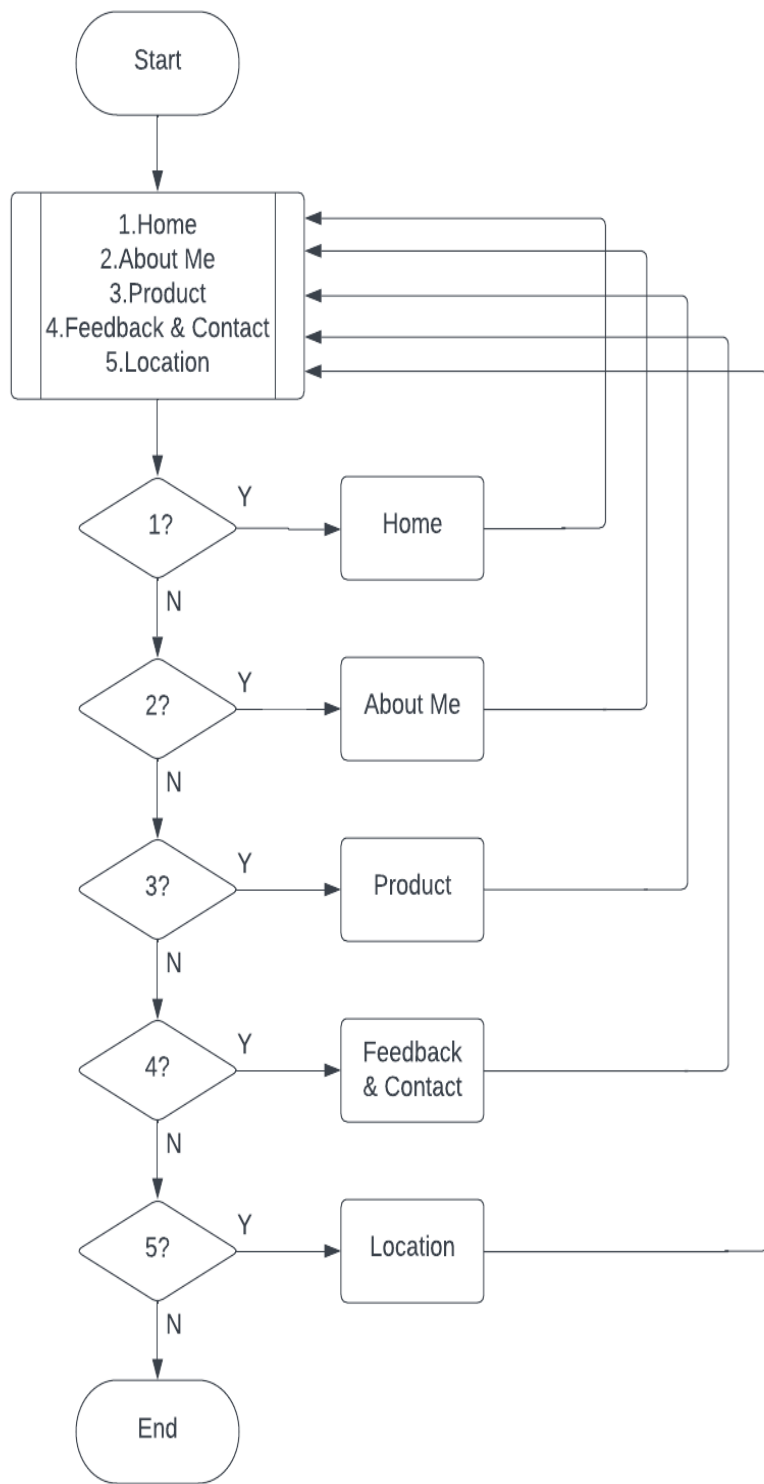 Start
1.Home
2.About Me
3.Product
4.Feedback & Contact
5.Location
1?
Y
Home
N
2?
Y
About Me
N
3?
Y
Product
N
4?
Y
Feedback
& Contact
N
5?
Y
Location
N
End